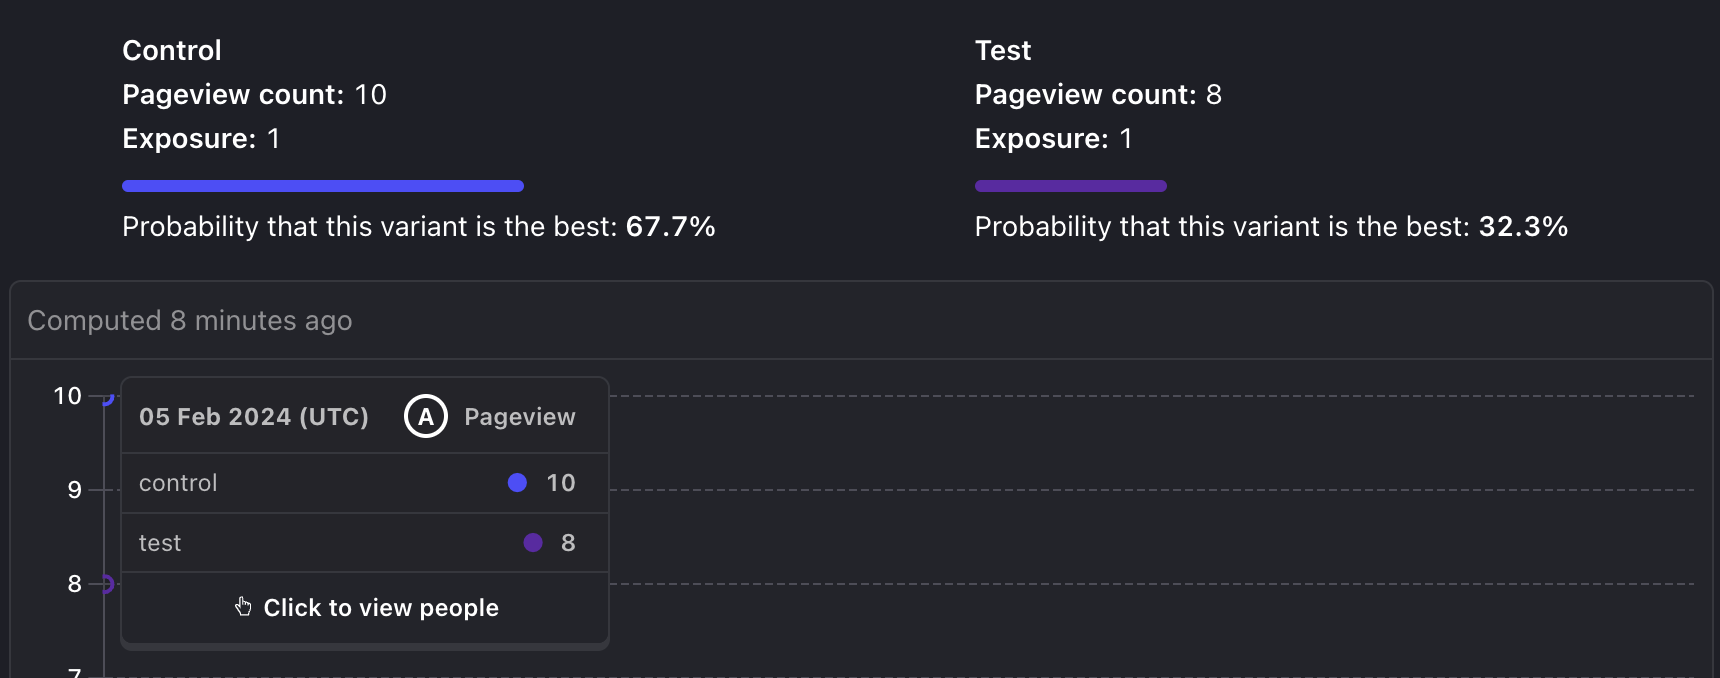 Control
Pageview count: 10
Exposure: 1
Probability that this variant is the best: 67.7%
Test
Pageview count: 8
Exposure: 1
Probability that this variant is the best: 32.3%
Computed 8 minutes ago
10
9
8
7
05 Feb 2024 (UTC) A Pageview
control 10
test 8
Click to view people